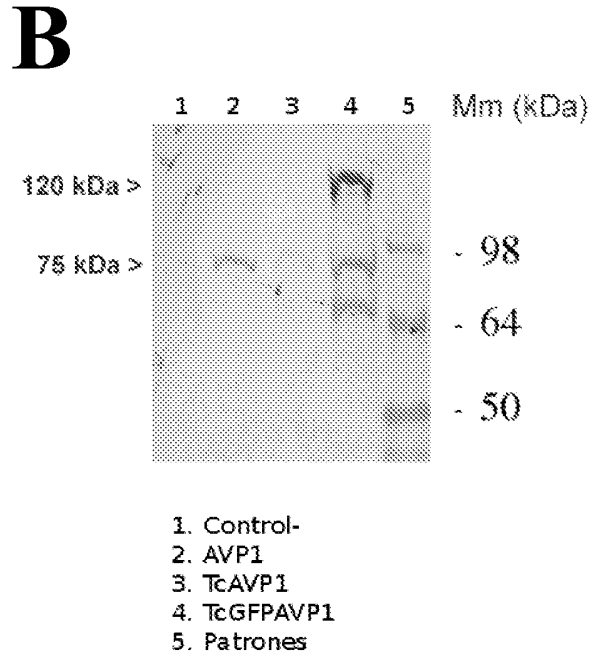 B
1 2 3 4 5 Mm (kDa)
120 kDa >
75 kDa >
- 98
- 64
- 50
1. Control-
2. AVP1
3. TcAVP1
4. TcGFPAVP1
5. Patrones